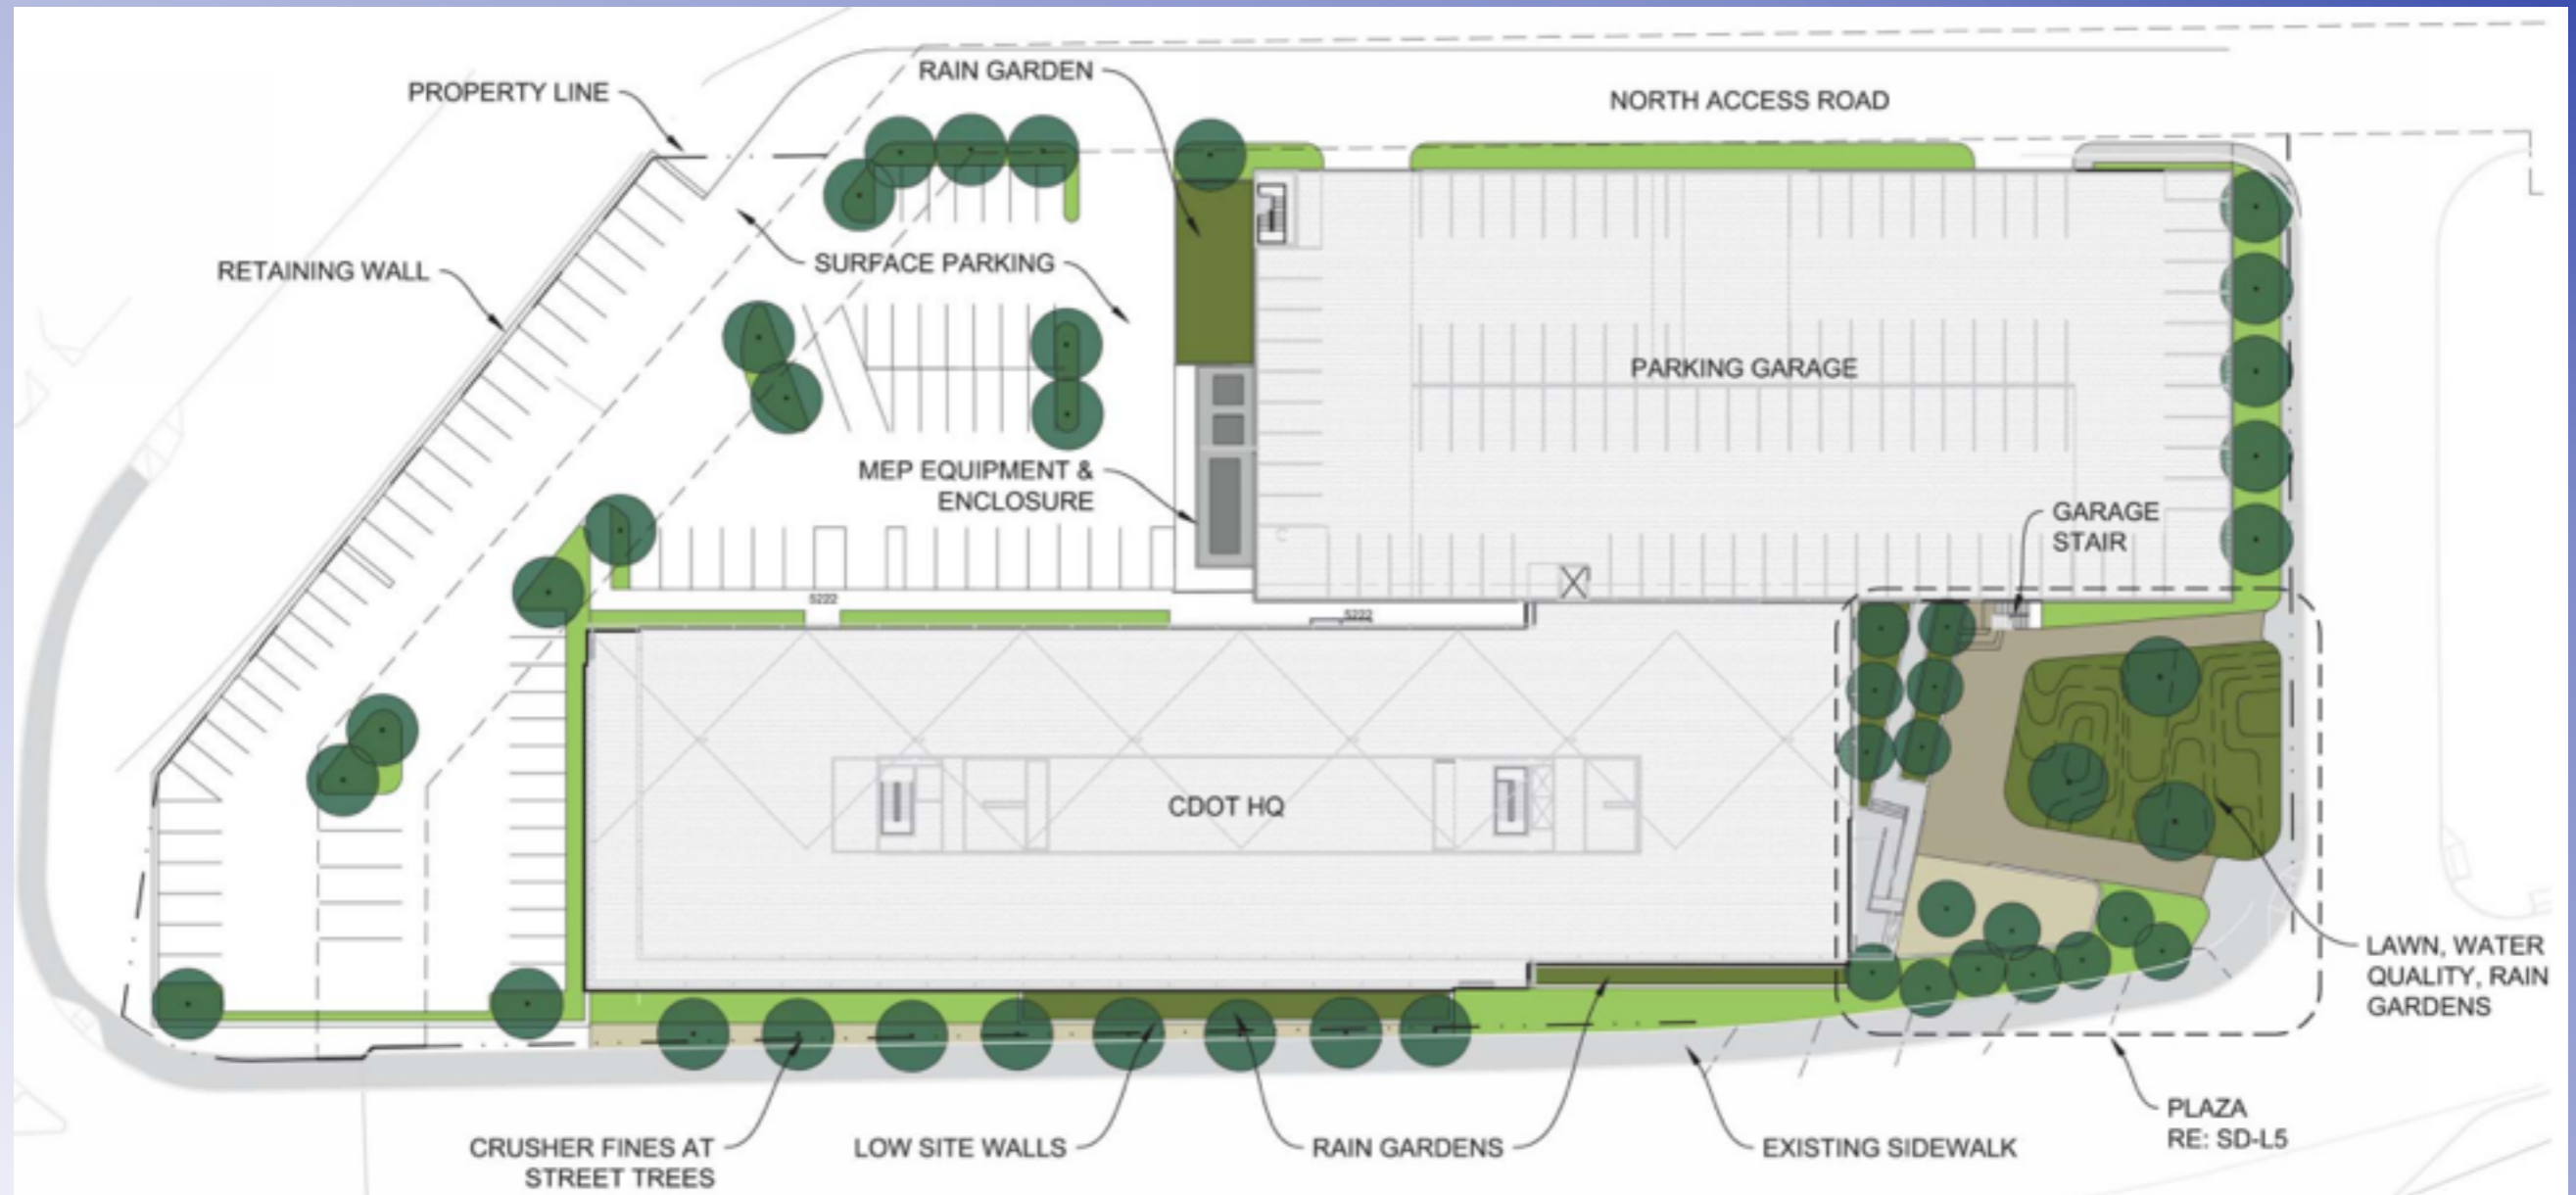 RAIN GARDEN
PROPERTY LINE
NORTH ACCESS ROAD
SURFACE PARKING
RETAINING WALL
PARKING GARAGE
MEP EQUIPMENT &
ENCLOSURE
GARAGE
STAIR
5222
5222
CDOT HQ
LAWN, WATER
QUALITY, RAIN
GARDENS
PLAZA
RE: SD-L5
CRUSHER FINES AT
STREET TREES
LOW SITE WALLS
RAIN GARDENS
EXISTING SIDEWALK